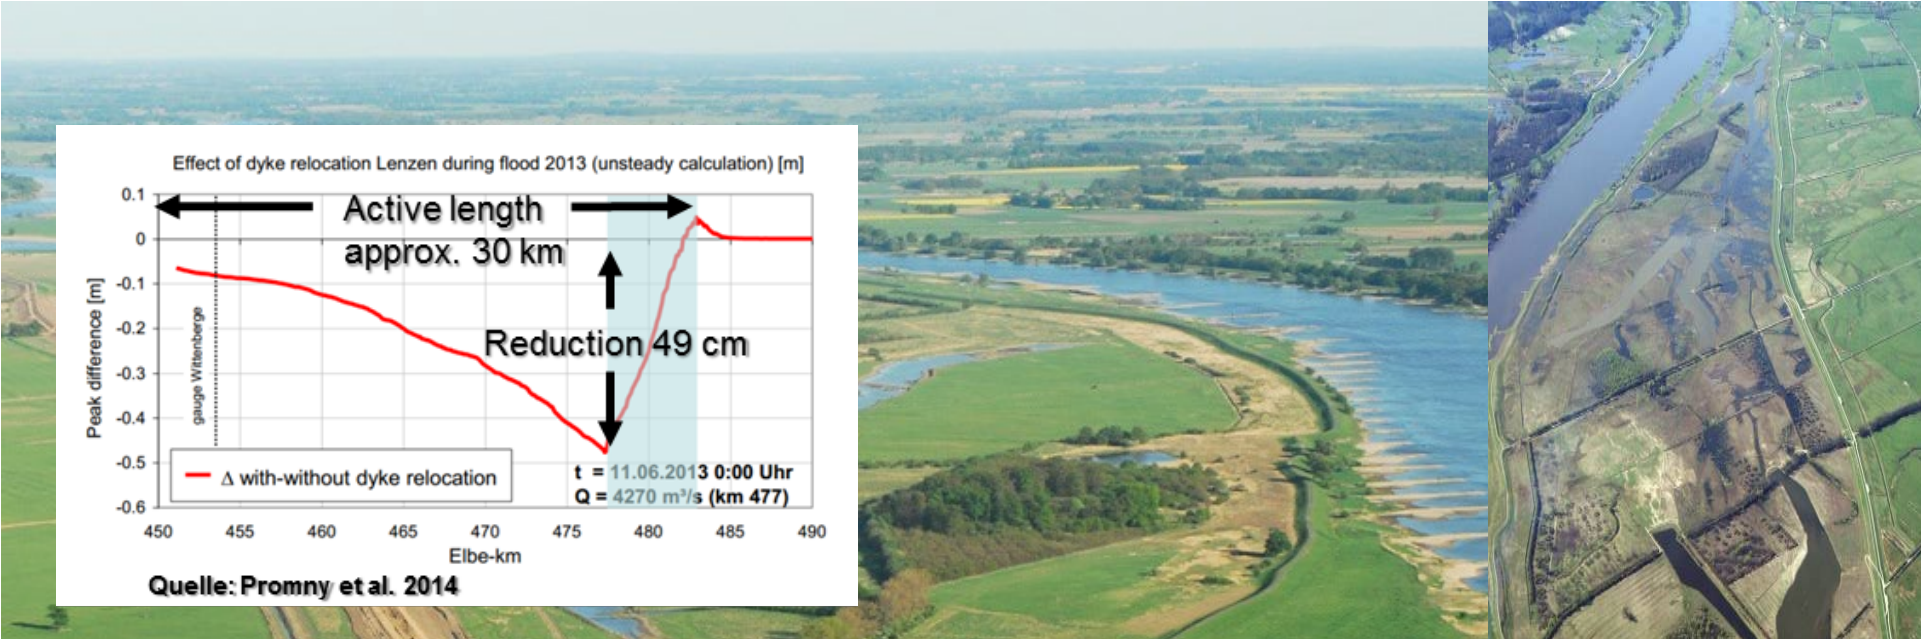 Effect of dyke relocation Lenzen during flood 2013 (unsteady calculation) [m]
0.1
0
-0.1
-0.2
-0.3
-0.4
-0.5
-0.6
Peak difference [m]
Active length
approx. 30 km
gauge Wittenberge
Reduction 49 cm
Δ with-without dyke relocation
t = 11.06.2013 0:00 Uhr
Q = 4270 m³/s (km 477)
450 455 460 465 470 475 480 485 490
Elbe-km
Quelle: Promny et al. 2014